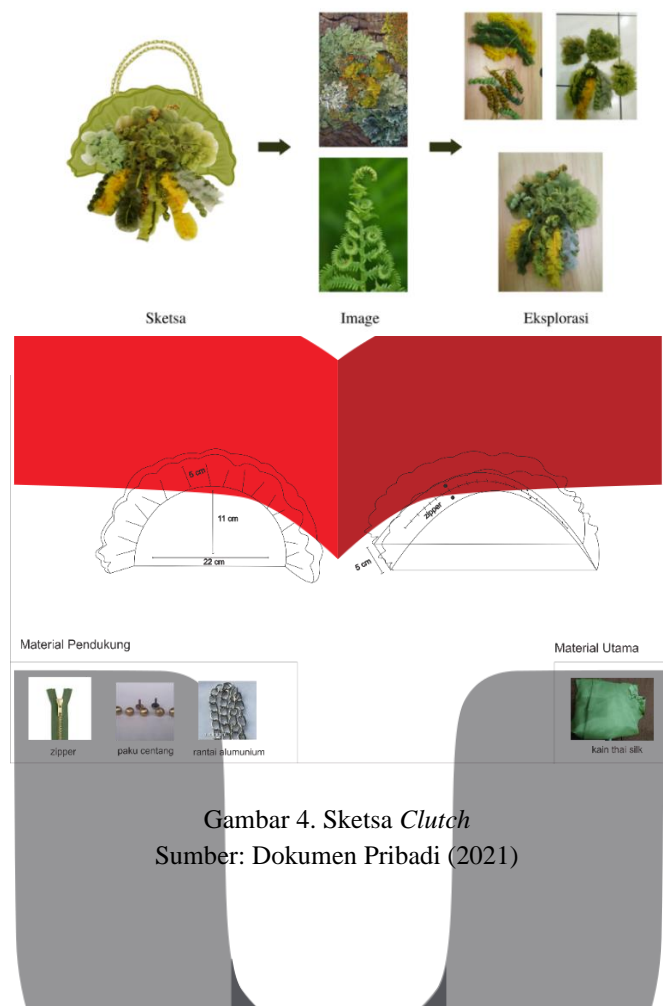 Sketsa Image Eksplorasi
6 cm
11 cm
22 cm
zipper
5 cm
Material Pendukung
Material Utama
zipper paku centang rantai alumunium
kain thai silk
Gambar 4. Sketsa Clutch
Sumber: Dokumen Pribadi (2021)